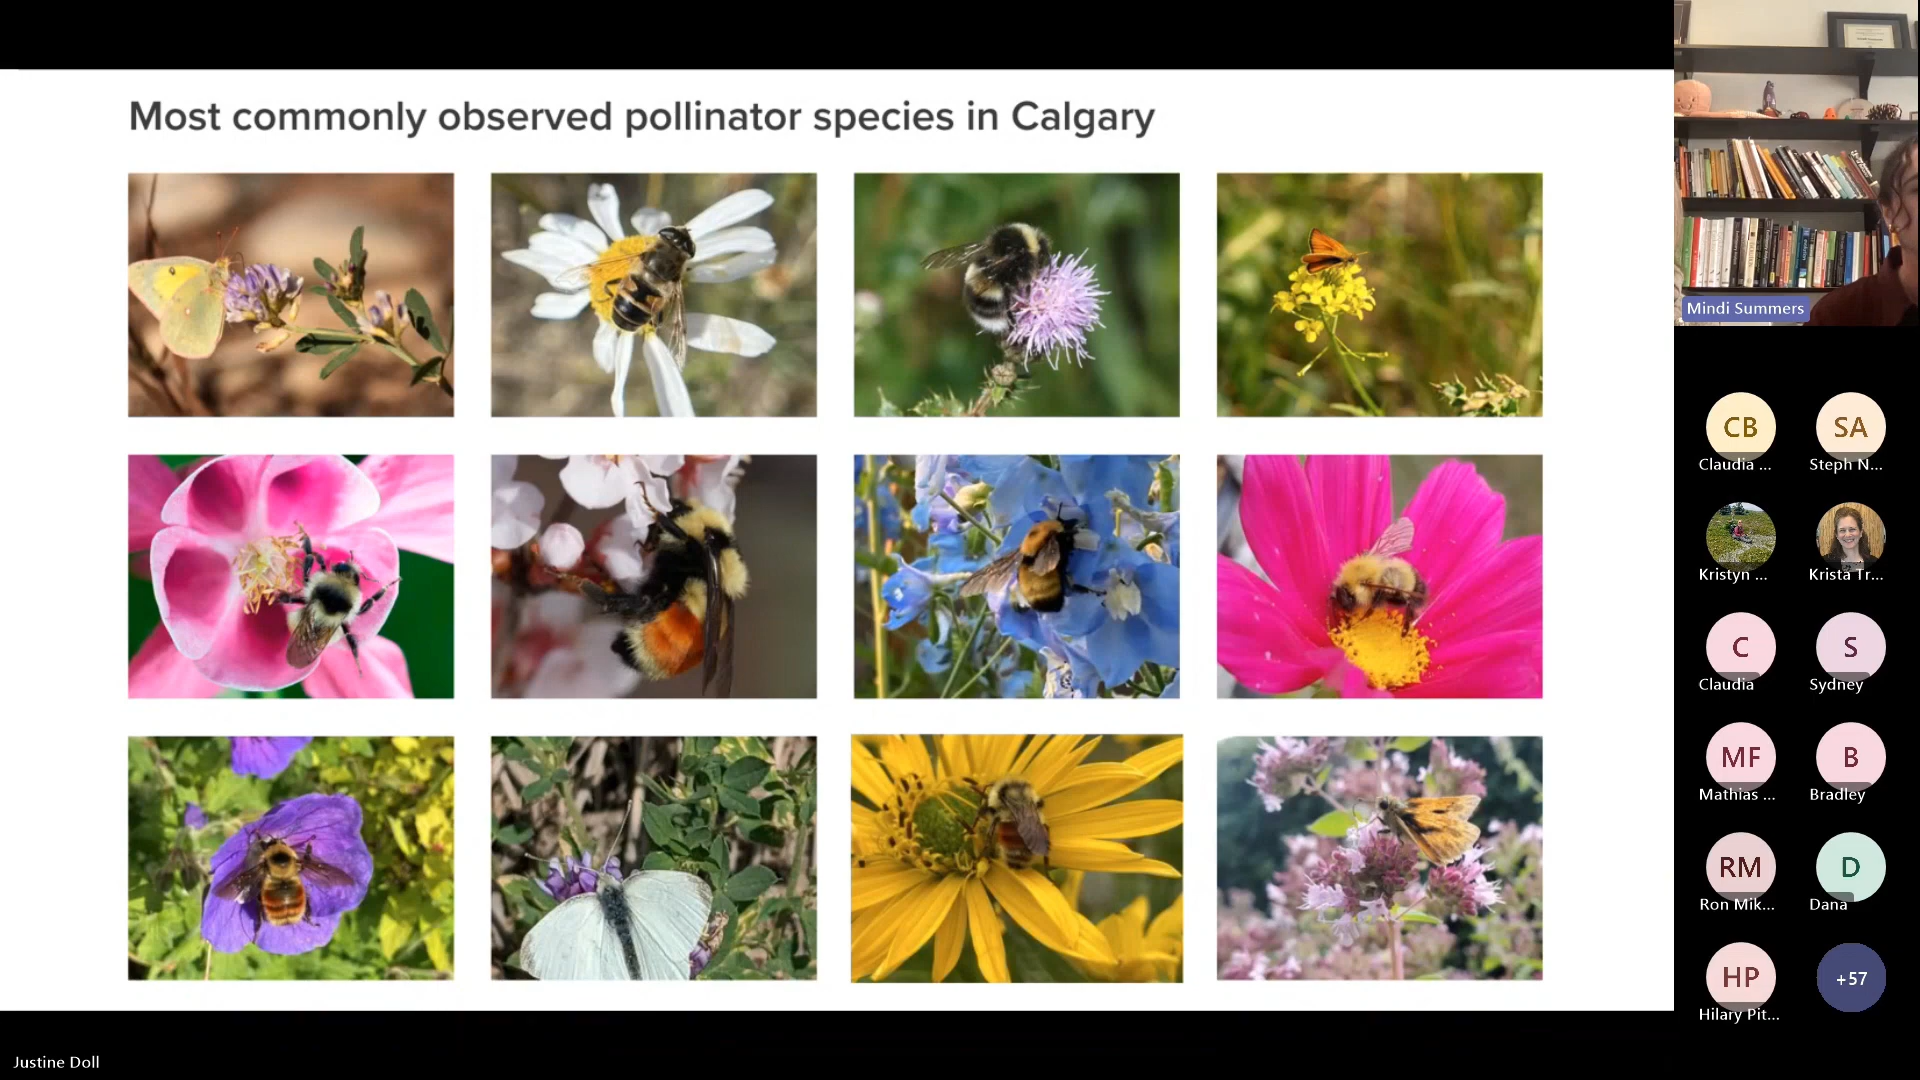 Most commonly observed pollinator species in Calgary
Mindi Summers
CB
SA
Claudia ...
Steph N...
Kristyn ...
Krista Tr...
C
S
Claudia
Sydney
MF
B
Mathias ...
Bradley
RM
D
Ron Mik...
Dana
HP
+57
Hilary Pit...
Justine Doll